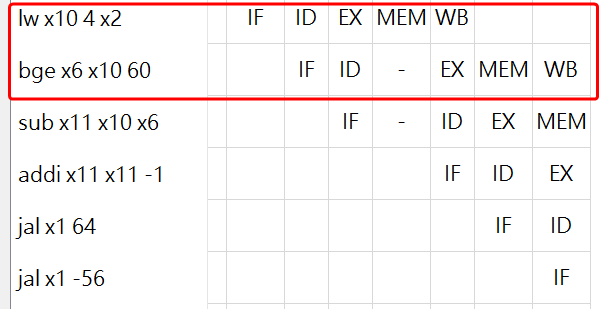 lw x10 4 x2 IF ID EX MEM WB
bge x6 x10 60 IF ID - EX MEM WB
sub x11 x10 x6 IF - ID EX MEM
addi x11 x11 -1 IF ID EX
jal x1 64 IF ID
jal x1 -56 IF